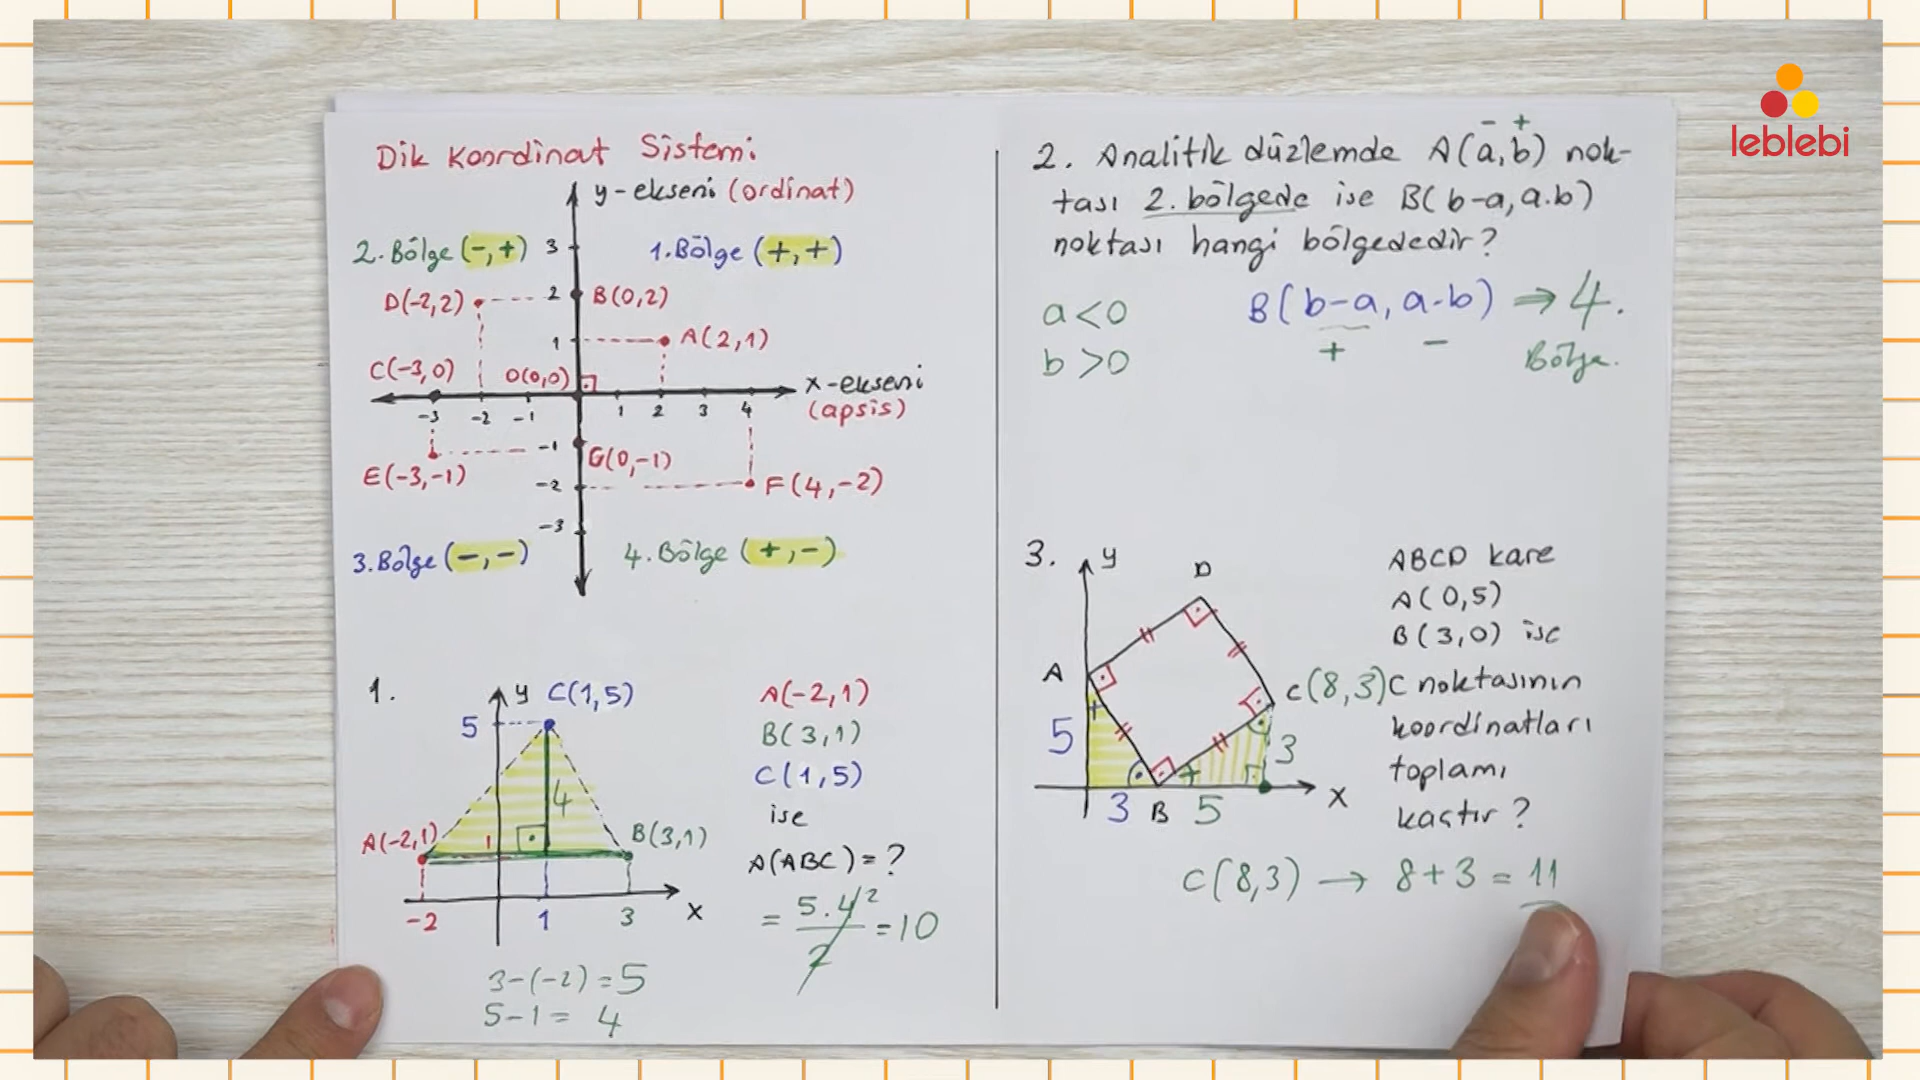 leblebi
Dik Koordinat Sistemi
y-ekseni (ordinat)
2.Bölge (-,+)
3
1.Bölge (+,+)
D(-2,2)
2
B(0,2)
1
A(2,1)
C(-3,0)
O(0,0)
x-ekseni
(apsis)
-3 -2 -1 1 2 3 4
-1
E(-3,-1)
G(0,-1)
-2
F(4,-2)
-3
3.Bölge (-,-)
4. Bölge (+,-)
1.
y
C(1,5)
5
4
A(-2,1)
1
B(3,1)
-2
1
3
x
A(-2,1)
B(3,1)
C(1,5)
ise
A(ABC)=?
= 5.4/2 = 10
2
3-(-2)=5
5-1= 4
- +
2. Analitik düzlemde A(a,b) nok-
tası 2. bölgede ise B(b-a, a.b)
noktası hangi bölgededir?
a<0
b>0
B(b-a, a.b) ⇒ 4.
+ -
Bölge.
3.
y
D
A
C(8,3)
5
3
3
B
5
x
ABCD kare
A(0,5)
B(3,0) ise
C noktasının
koordinatları
toplamı
kaçtır?
C(8,3) → 8+3 = 11